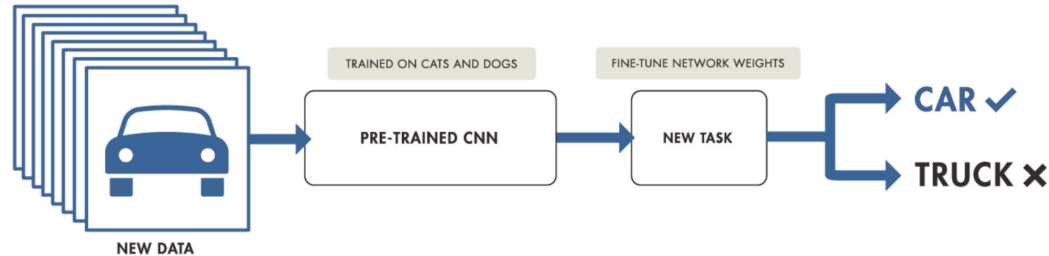 TRAINED ON CATS AND DOGS
FINE-TUNE NETWORK WEIGHTS
PRE-TRAINED CNN
NEW TASK
CAR
TRUCK
NEW DATA